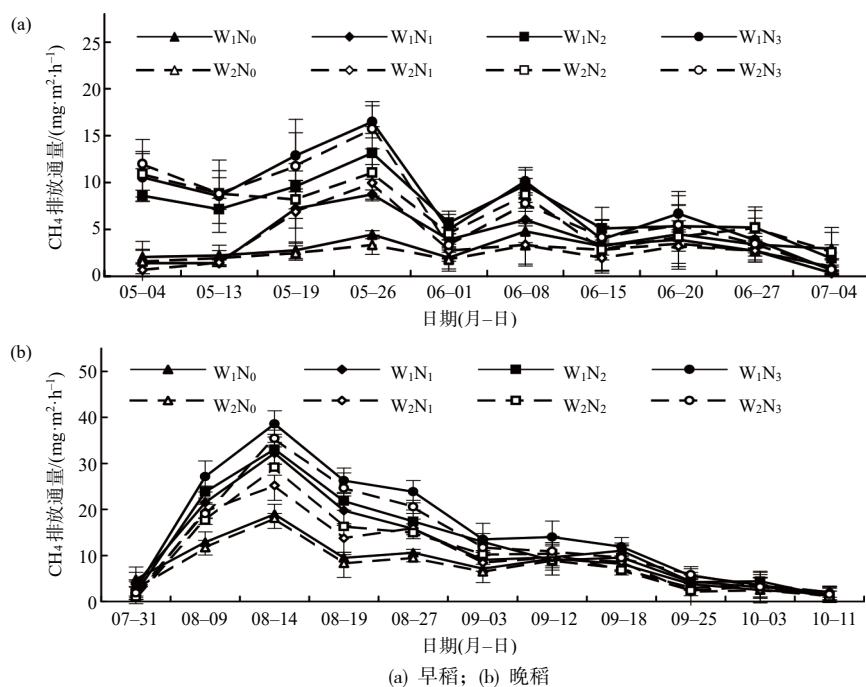 (a)
25
20
15
10
5
0
CH₄排放通量/(mg·m²·h⁻¹)
W₁N₀ W₁N₁ W₁N₂ W₁N₃
W₂N₀ W₂N₁ W₂N₂ W₂N₃
05–04 05–13 05–19 05–26 06–01 06–08 06–15 06–20 06–27 07–04
日期(月–日)
(b)
50
40
30
20
10
0
CH₄排放通量/(mg·m²·h⁻¹)
W₁N₀ W₁N₁ W₁N₂ W₁N₃
W₂N₀ W₂N₁ W₂N₂ W₂N₃
07–31 08–09 08–14 08–19 08–27 09–03 09–12 09–18 09–25 10–03 10–11
日期(月–日)
(a) 早稻; (b) 晚稻